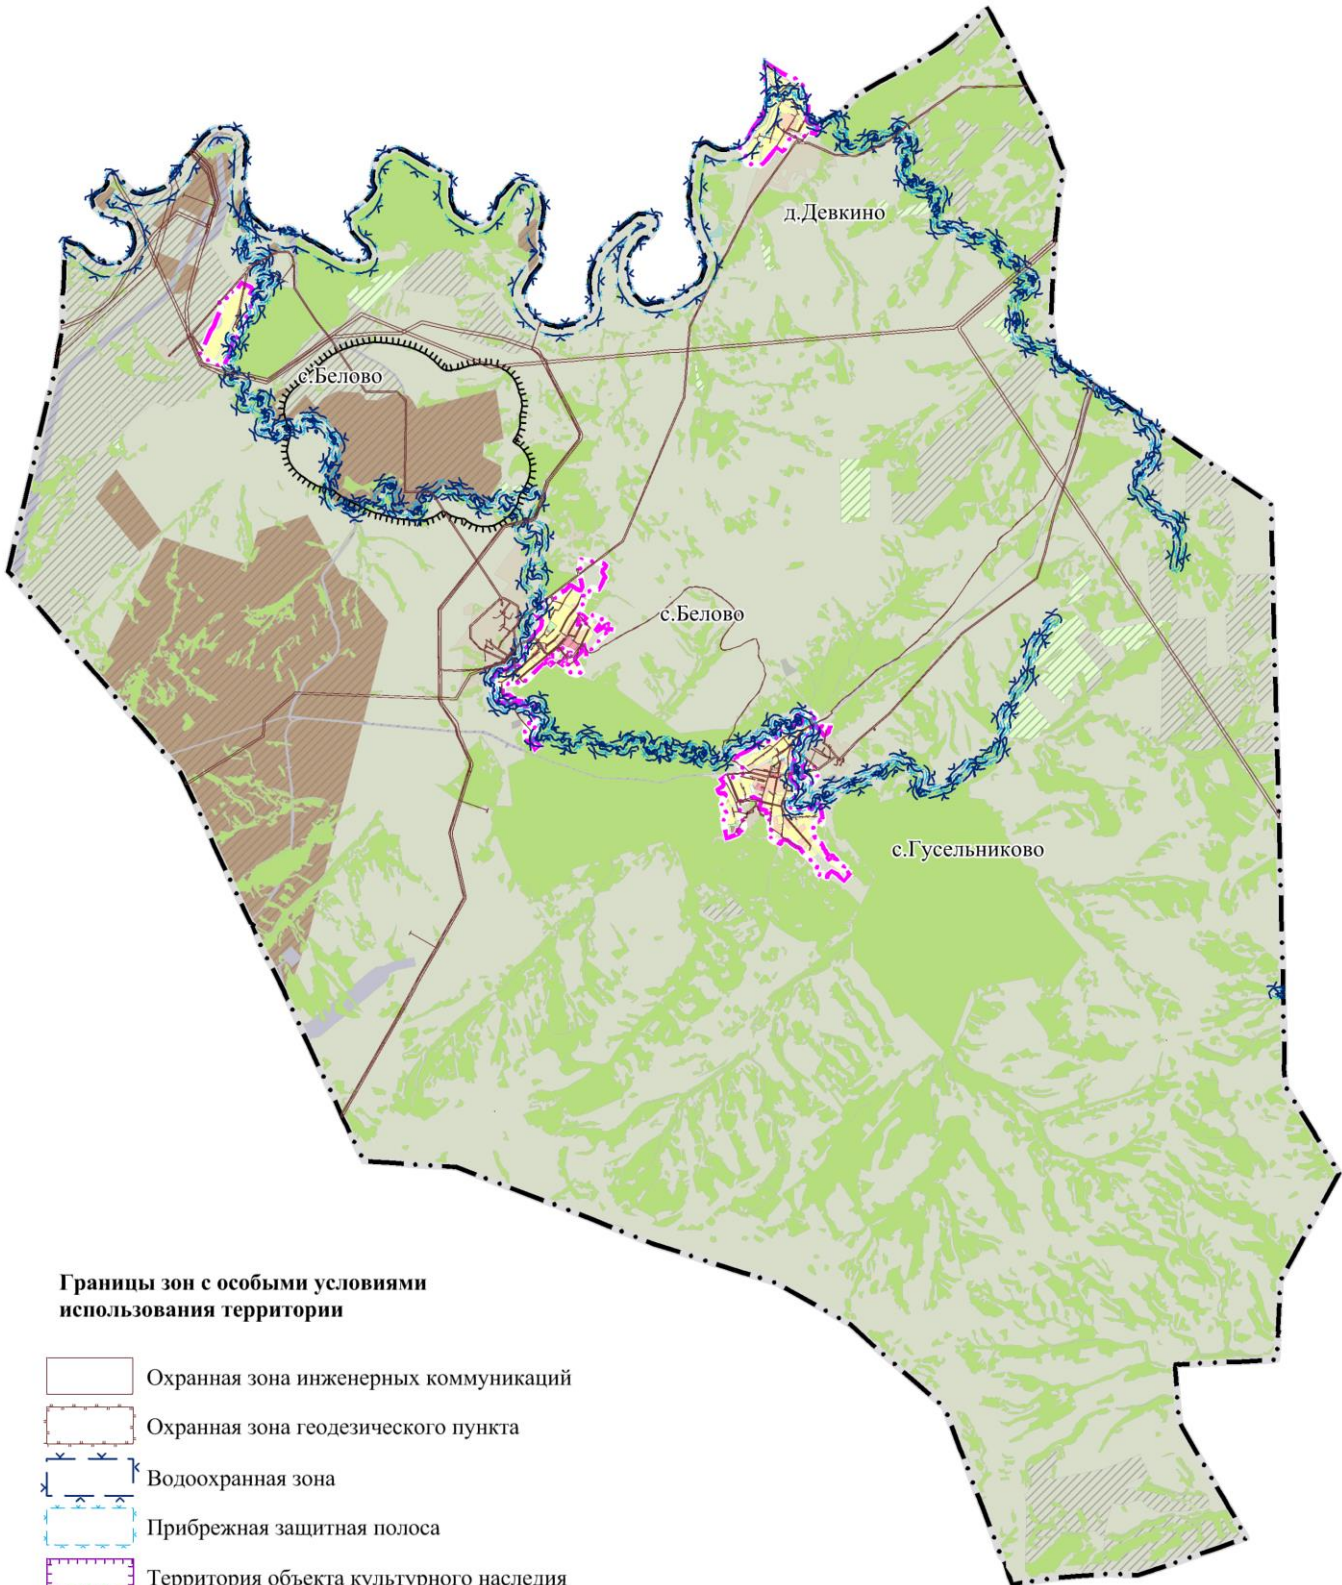 д.Девкино
с.Белово
с.Белово
с.Гусельниково
Границы зон с особыми условиями
использования территории
Охранная зона инженерных коммуникаций
Охранная зона геодезического пункта
Водоохранная зона
Прибрежная защитная полоса
Территория объекта культурного наследия